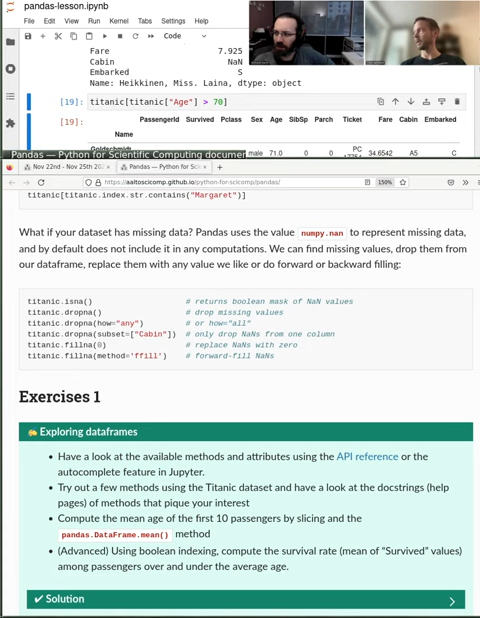 pandas-lesson.ipynb
File Edit View Run Kernel Tabs Settings Help
Code
Fare 7.925
Cabin NaN
Embarked S
Name: Heikkinen, Miss. Laina, dtype: object
[19]: titanic[titanic["Age"] > 70]
[19]: PassengerId Survived Pclass Sex Age SibSp Parch Ticket Fare Cabin Embarked
Name
Goldschmidt,
male 71.0 0 0 PC 34.6542 A5 C
Pandas — Python for Scientific Computing documen
Nov 22nd - Nov 25th 20
Pandas — Python for Scien
https://aaltoscicomp.github.io/python-for-scicomp/pandas/ 150%
titanic[titanic.index.str.contains("Margaret")]
What if your dataset has missing data? Pandas uses the value numpy.nan to represent missing data,
and by default does not include it in any computations. We can find missing values, drop them from
our dataframe, replace them with any value we like or do forward or backward filling:
titanic.isna() # returns boolean mask of NaN values
titanic.dropna() # drop missing values
titanic.dropna(how="any") # or how="all"
titanic.dropna(subset=["Cabin"]) # only drop NaNs from one column
titanic.fillna(0) # replace NaNs with zero
titanic.fillna(method='ffill') # forward-fill NaNs
Exercises 1
Exploring dataframes
• Have a look at the available methods and attributes using the API reference or the
autocomplete feature in Jupyter.
• Try out a few methods using the Titanic dataset and have a look at the docstrings (help
pages) of methods that pique your interest
• Compute the mean age of the first 10 passengers by slicing and the
pandas.DataFrame.mean() method
• (Advanced) Using boolean indexing, compute the survival rate (mean of "Survived" values)
among passengers over and under the average age.
✔ Solution